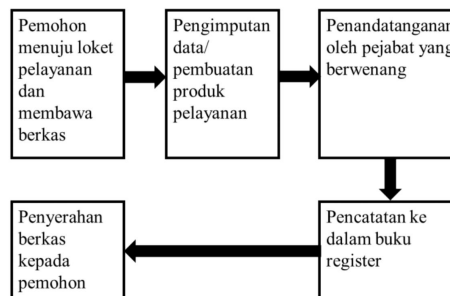 Pemohon
menuju loket
pelayanan
dan
membawa
berkas
Pengimputan
data/
pembuatan
produk
pelayanan
Penandatanganan
oleh pejabat yang
berwenang
Pencatatan ke
dalam buku
register
Penyerahan
berkas
kepada
pemohon